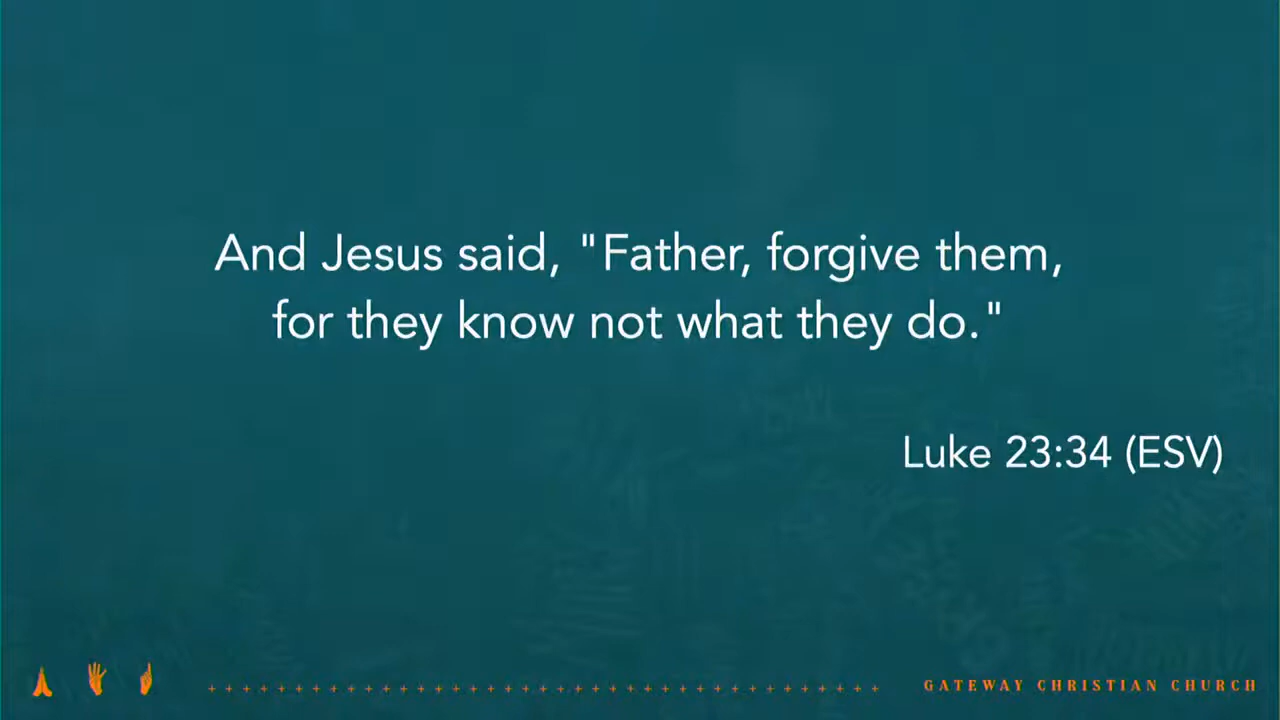 And Jesus said, "Father, forgive them,
for they know not what they do."
Luke 23:34 (ESV)
GATEWAY CHRISTIAN CHURCH